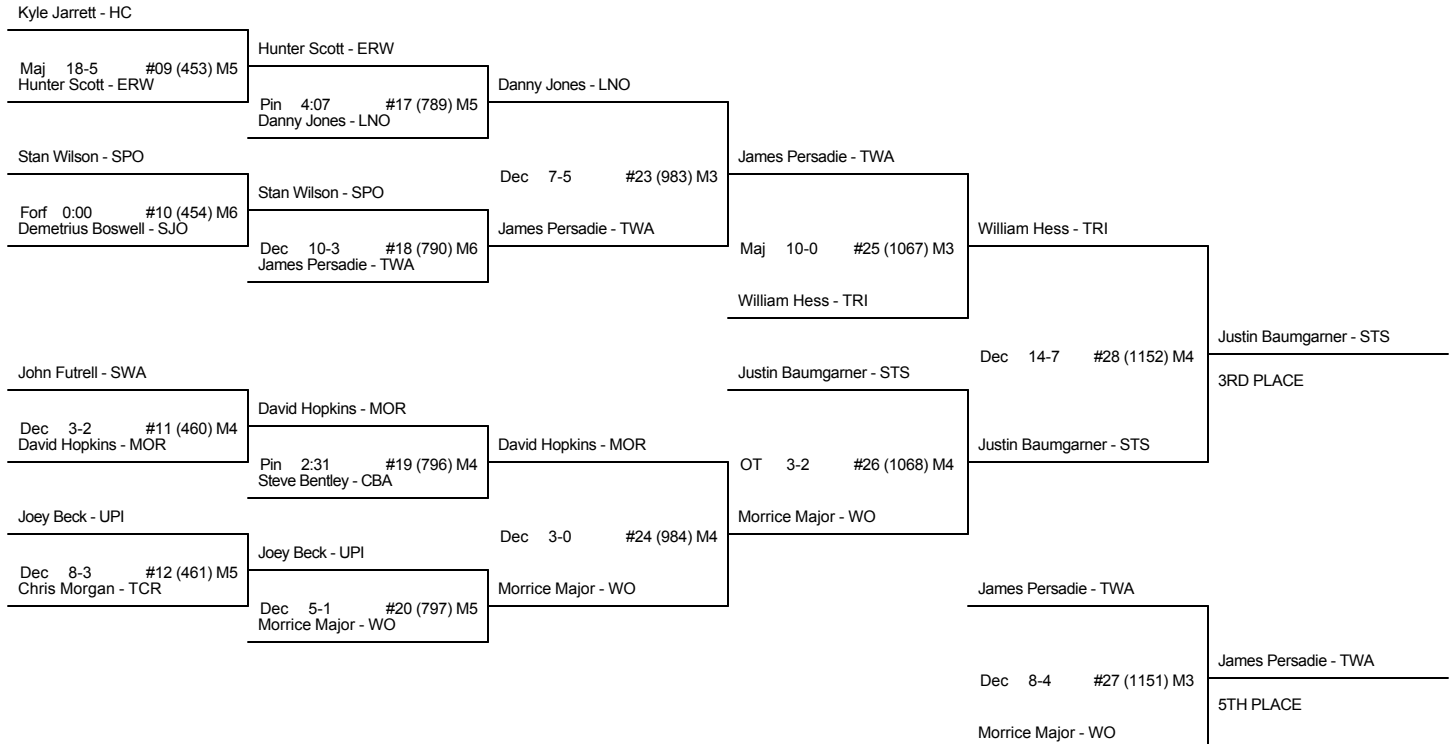 Kyle Jarrett - HC
Maj 18-5 #09 (453) M5
Hunter Scott - ERW
Stan Wilson - SPO
Forf 0:00 #10 (454) M6
Demetrius Boswell - SJO
John Futrell - SWA
Dec 3-2 #11 (460) M4
David Hopkins - MOR
Joey Beck - UPI
Dec 8-3 #12 (461) M5
Chris Morgan - TCR
Hunter Scott - ERW
Pin 4:07 #17 (789) M5
Danny Jones - LNO
Stan Wilson - SPO
Dec 10-3 #18 (790) M6
James Persadie - TWA
David Hopkins - MOR
Pin 2:31 #19 (796) M4
Steve Bentley - CBA
Joey Beck - UPI
Dec 5-1 #20 (797) M5
Morrice Major - WO
Danny Jones - LNO
Dec 7-5 #23 (983) M3
James Persadie - TWA
David Hopkins - MOR
Dec 3-0 #24 (984) M4
Morrice Major - WO
James Persadie - TWA
Maj 10-0 #25 (1067) M3
William Hess - TRI
Justin Baumgarner - STS
OT 3-2 #26 (1068) M4
Morrice Major - WO
William Hess - TRI
Dec 14-7 #28 (1152) M4
Justin Baumgarner - STS
James Persadie - TWA
Dec 8-4 #27 (1151) M3
Morrice Major - WO
Justin Baumgarner - STS
3RD PLACE
James Persadie - TWA
5TH PLACE